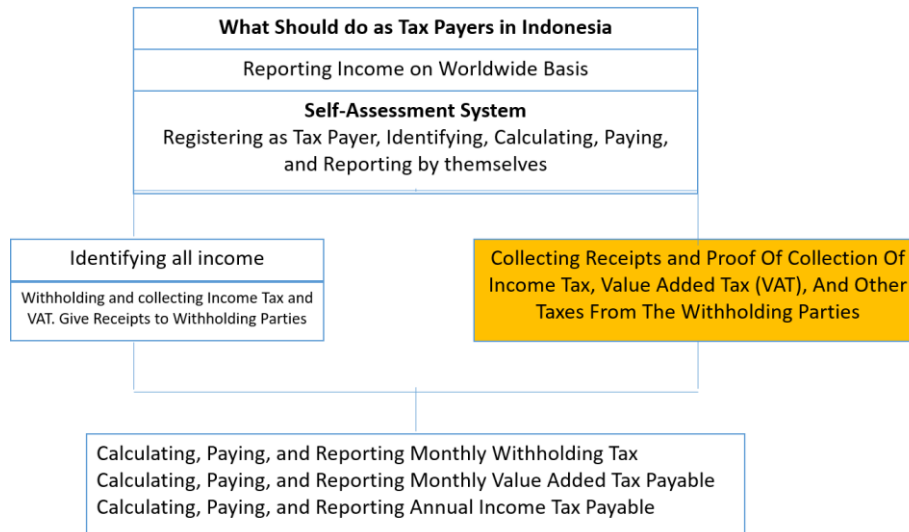 What Should do as Tax Payers in Indonesia
Reporting Income on Worldwide Basis
Self-Assessment System
Registering as Tax Payer, Identifying, Calculating, Paying,
and Reporting by themselves
Identifying all income
Withholding and collecting Income Tax and
VAT. Give Receipts to Withholding Parties
Collecting Receipts and Proof Of Collection Of
Income Tax, Value Added Tax (VAT), And Other
Taxes From The Withholding Parties
Calculating, Paying, and Reporting Monthly Withholding Tax
Calculating, Paying, and Reporting Monthly Value Added Tax Payable
Calculating, Paying, and Reporting Annual Income Tax Payable